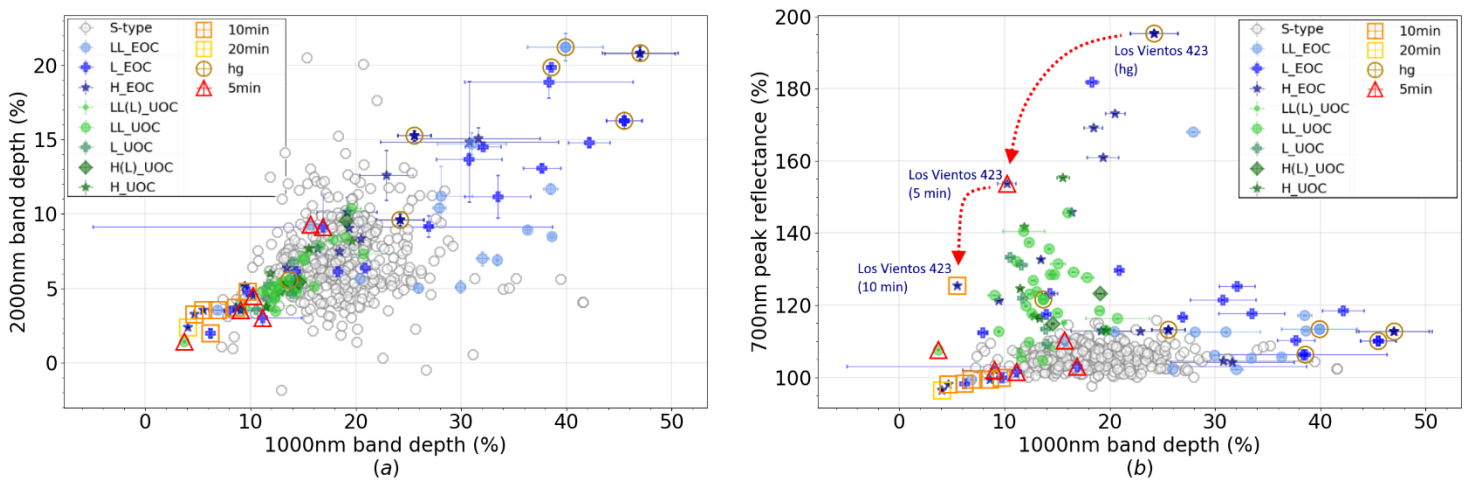 S-type
LL_EOC
L_EOC
H_EOC
LL(L)_UOC
LL_UOC
L_UOC
H(L)_UOC
H_UOC
10min
20min
hg
5min
20
15
10
5
0
2000nm band depth (%)
0
10
20
30
40
50
1000nm band depth (%)
(a)
S-type
LL_EOC
L_EOC
H_EOC
LL(L)_UOC
LL_UOC
L_UOC
H(L)_UOC
H_UOC
10min
20min
hg
5min
Los Vientos 423
(hg)
Los Vientos 423
(5 min)
Los Vientos 423
(10 min)
200
180
160
140
120
100
700nm peak reflectance (%)
0
10
20
30
40
50
1000nm band depth (%)
(b)